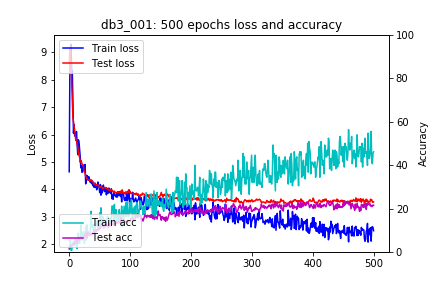 db3_001: 500 epochs loss and accuracy
Train loss
Test loss
Train acc
Test acc
Loss
9
8
7
6
5
4
3
2
Accuracy
100
80
60
40
20
0
0
100
200
300
400
500